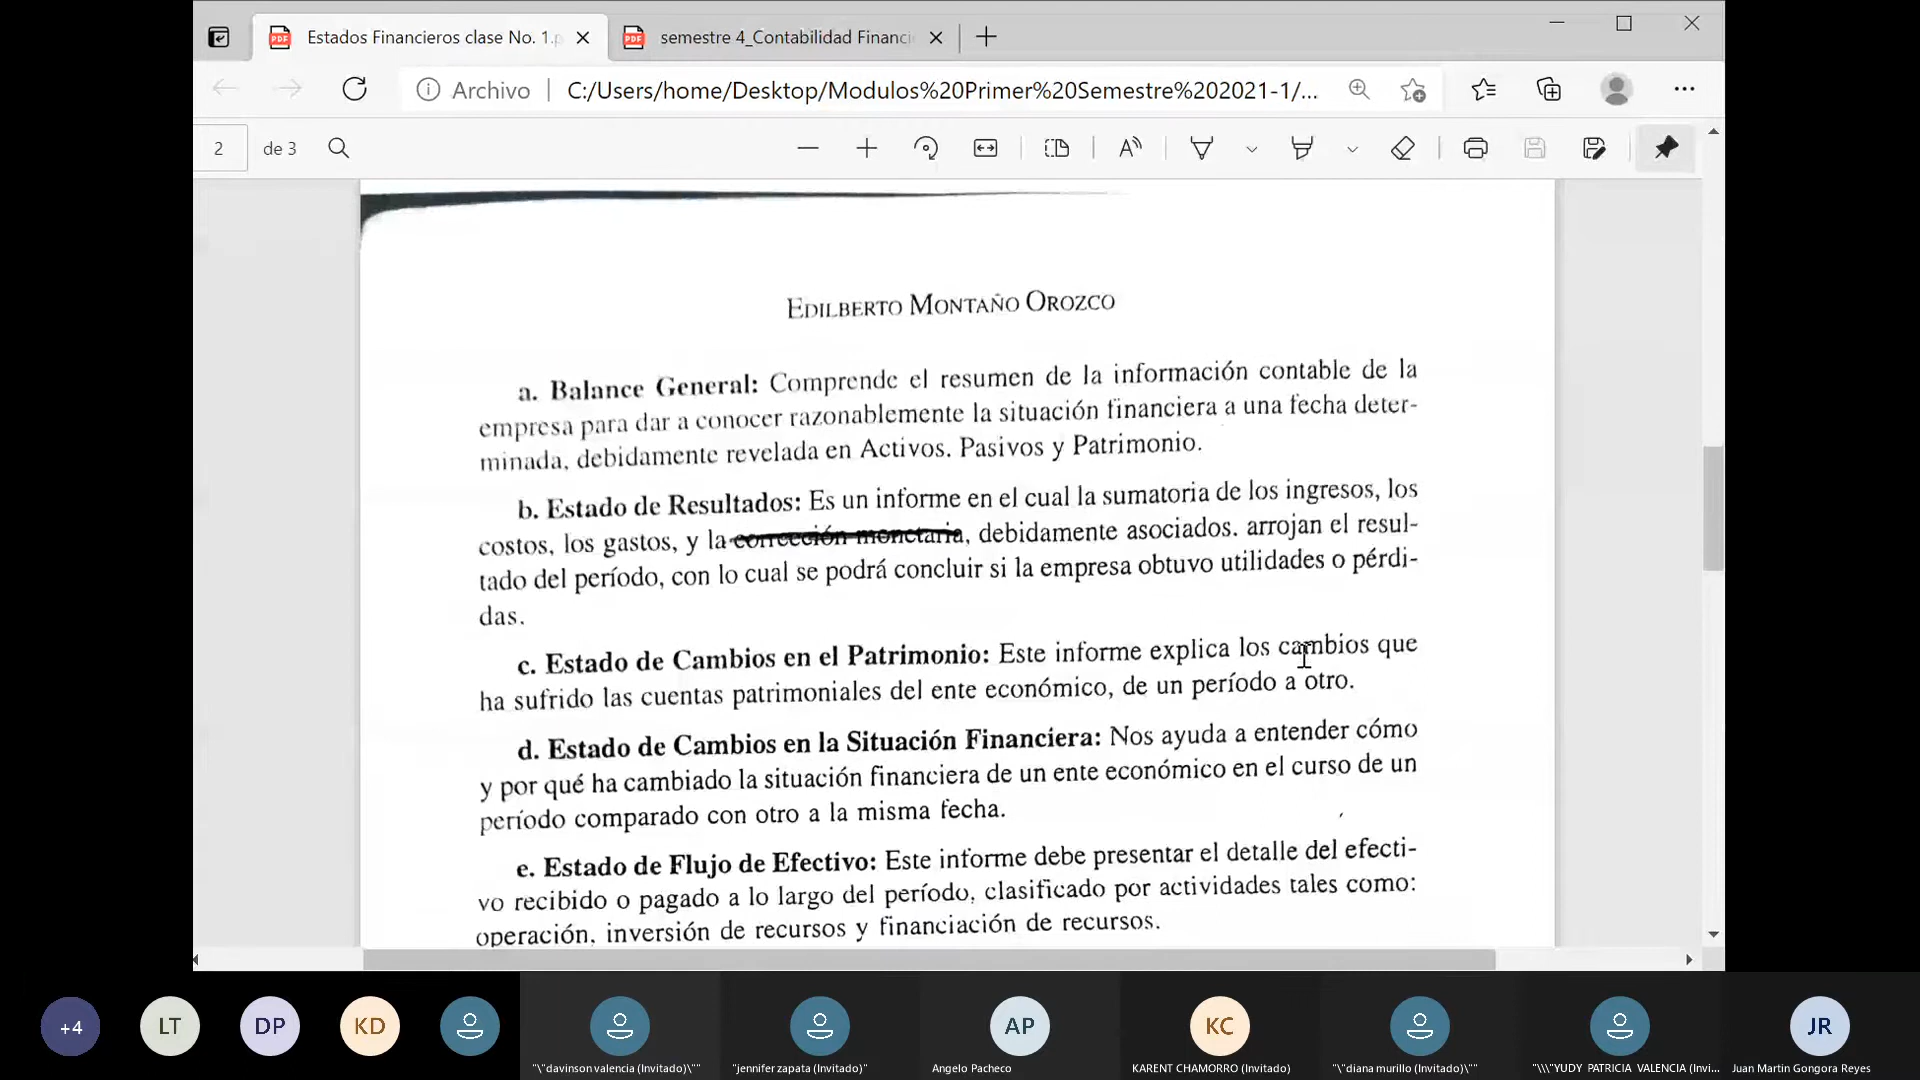 Estados Financieros clase No. 1.p
semestre 4_Contabilidad Financi
Archivo
C:/Users/home/Desktop/Modulos%20Primer%20Semestre%202021-1/...
2 de 3
EDILBERTO MONTAÑO OROZCO
a. Balance General: Comprende el resumen de la información contable de la
empresa para dar a conocer razonablemente la situación financiera a una fecha deter-
minada, debidamente revelada en Activos. Pasivos y Patrimonio.
b. Estado de Resultados: Es un informe en el cual la sumatoria de los ingresos, los
costos, los gastos, y la corrección monetaria, debidamente asociados. arrojan el resul-
tado del período, con lo cual se podrá concluir si la empresa obtuvo utilidades o pérdi-
das.
c. Estado de Cambios en el Patrimonio: Este informe explica los cambios que
ha sufrido las cuentas patrimoniales del ente económico, de un período a otro.
d. Estado de Cambios en la Situación Financiera: Nos ayuda a entender cómo
y por qué ha cambiado la situación financiera de un ente económico en el curso de un
período comparado con otro a la misma fecha.
e. Estado de Flujo de Efectivo: Este informe debe presentar el detalle del efecti-
vo recibido o pagado a lo largo del período, clasificado por actividades tales como:
operación, inversión de recursos y financiación de recursos.
+4
LT
DP
KD
AP
KC
JR
"\"davinson valencia (Invitado)\""
"jennifer zapata (Invitado)"
Angelo Pacheco
KARENT CHAMORRO (Invitado)
"\"diana murillo (Invitado)\""
"\\\"YUDY PATRICIA VALENCIA (Invi...
Juan Martin Gongora Reyes